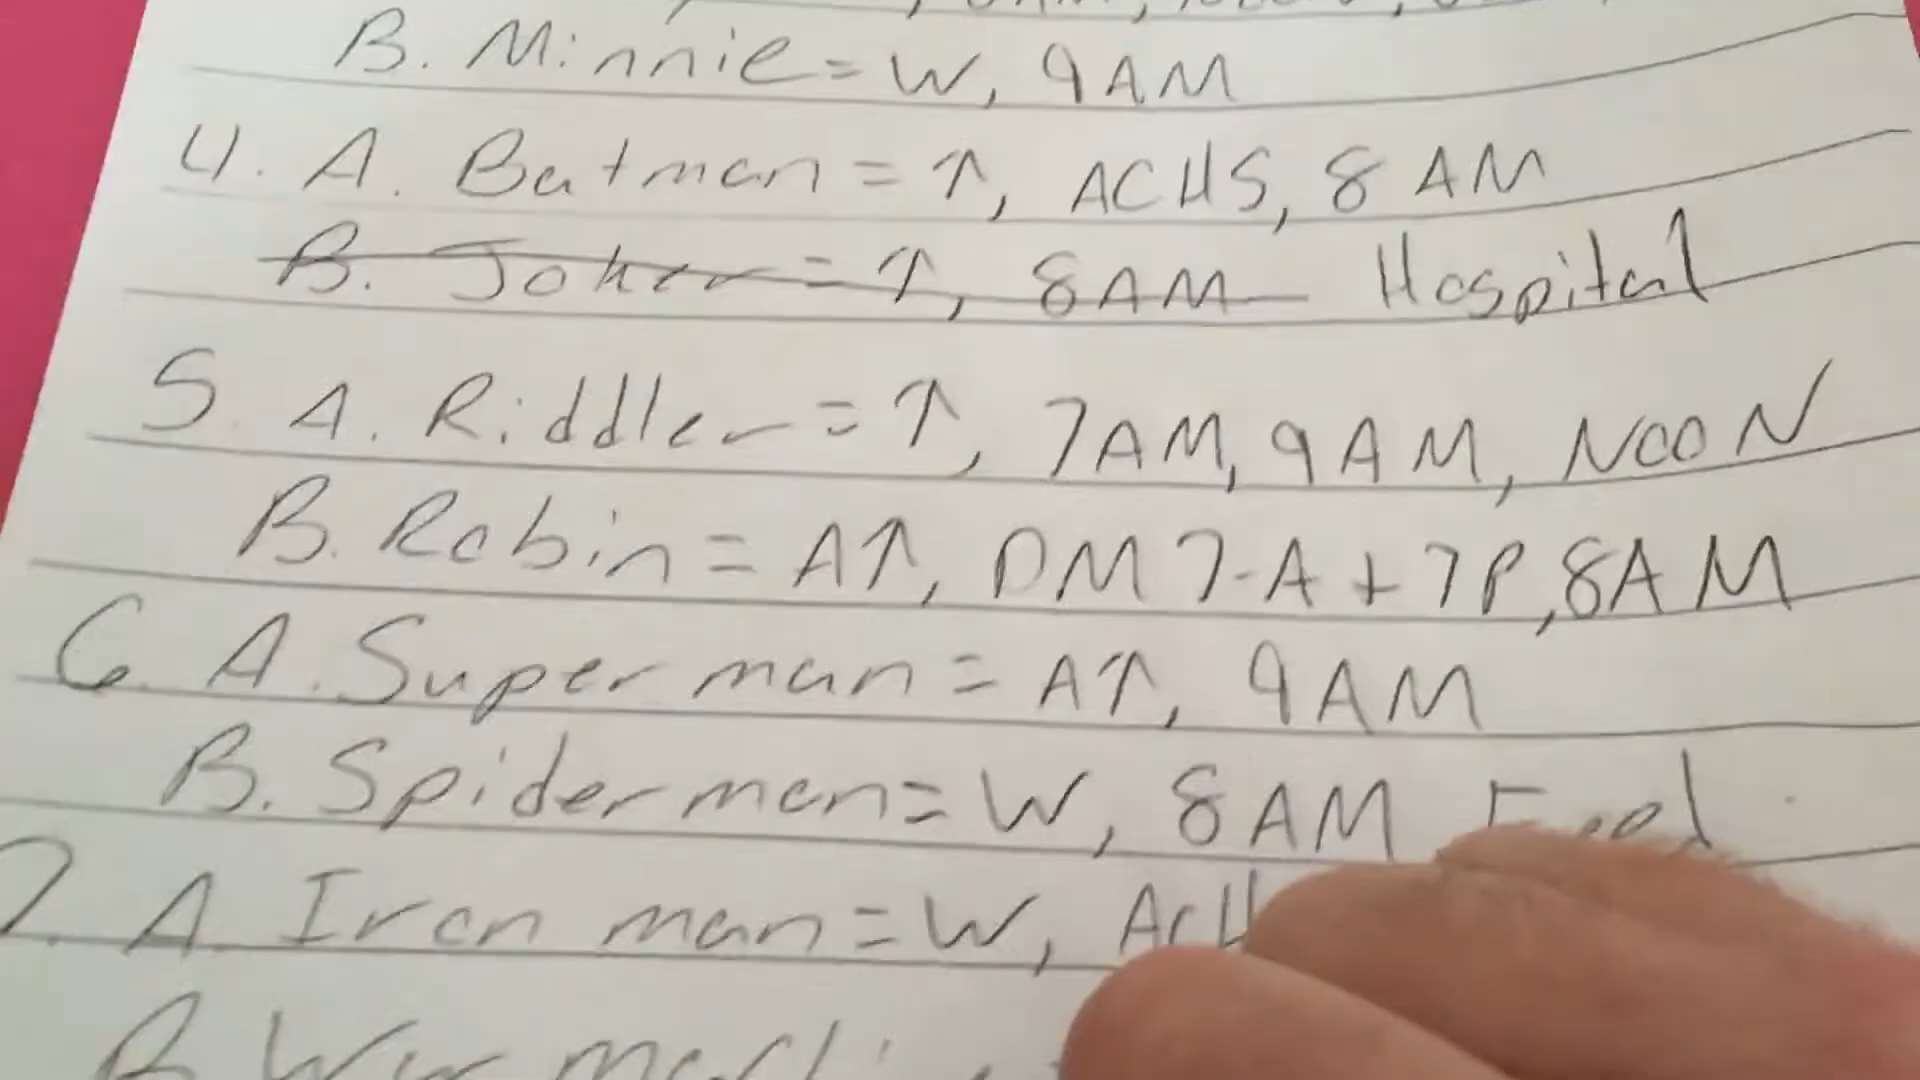 B. Minnie = W, 9AM
4. A. Batman = ↑, ACHS, 8 AM
B. Joker = ↑, 8AM Hospital
5. A. Riddler = ↑, 7AM, 9AM, NOON
B. Robin = A↑, DM 7-A + 7P, 8AM
6. A. Superman = A↑, 9AM
B. Spiderman = W, 8AM
7. A. Iron man = W,
B. War